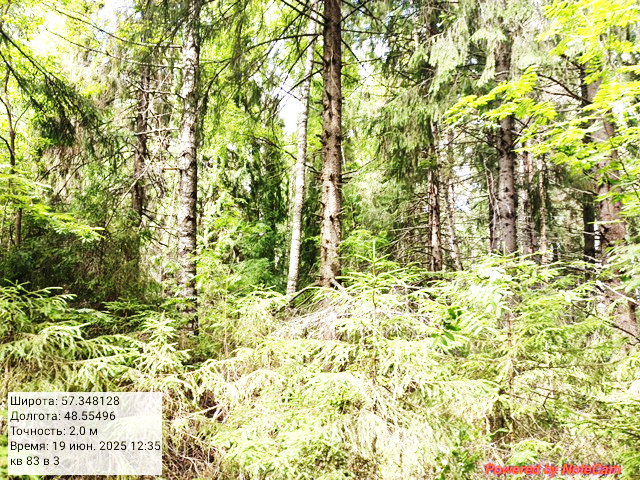 Широта: 57.348128
Долгота: 48.55496
Точность: 2.0 м
Время: 19 июн. 2025 12:35
кв 83 в 3
Powered by NoteCam